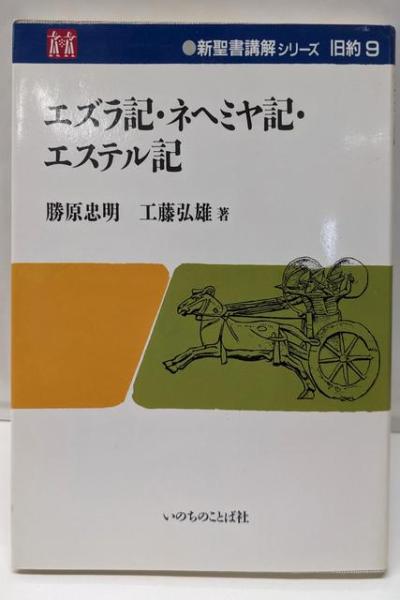 ●新聖書講解シリーズ 旧約9
エズラ記・ネヘミヤ記・
エステル記
勝原忠明 工藤弘雄 著
いのちのことば社